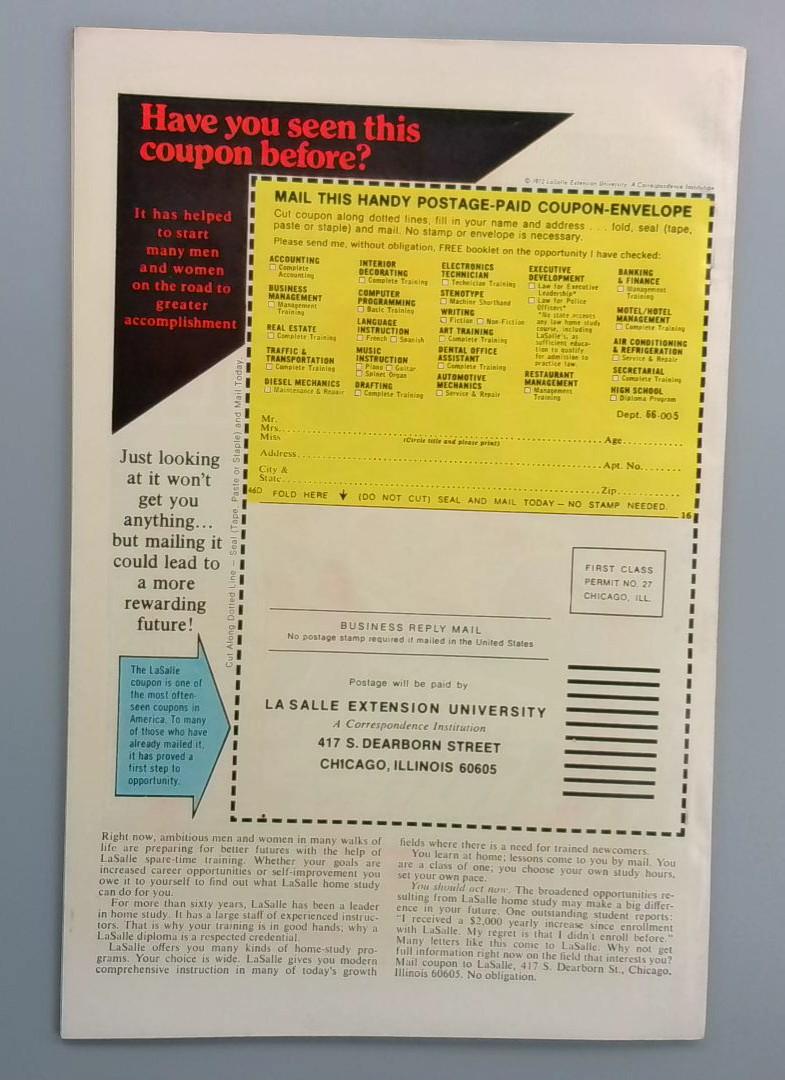 Have you seen this
coupon before?
It has helped
to start
many men
and women
on the road to
greater
accomplishment
Just looking
at it won't
get you
anything...
but mailing it
could lead to
a more
rewarding
future!
The LaSalle
coupon is one of
the most often-
seen coupons in
America. To many
of those who have
already mailed it,
it has proved a
first step to
opportunity.
Cut Along Dotted Line — Seal (Tape, Paste or Staple) and Mail Today
© 1972 LaSalle Extension University. A Correspondence Institution
MAIL THIS HANDY POSTAGE-PAID COUPON-ENVELOPE
Cut coupon along dotted lines, fill in your name and address . . . fold, seal (tape,
paste or staple) and mail. No stamp or envelope is necessary.
Please send me, without obligation, FREE booklet on the opportunity I have checked:
ACCOUNTING
☐ Complete
Accounting
BUSINESS
MANAGEMENT
☐ Management
Training
REAL ESTATE
☐ Complete Training
TRAFFIC &
TRANSPORTATION
☐ Complete Training
DIESEL MECHANICS
☐ Maintenance & Repair
INTERIOR
DECORATING
☐ Complete Training
COMPUTER
PROGRAMMING
☐ Basic Training
LANGUAGE
INSTRUCTION
☐ French ☐ Spanish
MUSIC
INSTRUCTION
☐ Piano ☐ Guitar
☐ Spinet Organ
DRAFTING
☐ Complete Training
ELECTRONICS
TECHNICIAN
☐ Technician Training
STENOTYPE
☐ Machine Shorthand
WRITING
☐ Fiction ☐ Non-Fiction
ART TRAINING
☐ Complete Training
DENTAL OFFICE
ASSISTANT
☐ Complete Training
AUTOMOTIVE
MECHANICS
☐ Service & Repair
EXECUTIVE
DEVELOPMENT
☐ Law for Executive
Leadership*
☐ Law for Police
Officers*
*No state accepts
any law home study
course, including
LaSalle's, as
sufficient educa-
tion to qualify
for admission to
practice law.
RESTAURANT
MANAGEMENT
☐ Management
Training
BANKING
& FINANCE
☐ Management
Training
MOTEL/HOTEL
MANAGEMENT
☐ Complete Training
AIR CONDITIONING
& REFRIGERATION
☐ Service & Repair
SECRETARIAL
☐ Complete Training
HIGH SCHOOL
☐ Diploma Program
Dept. 66-005
Mr.
Mrs.
Miss
(Circle title and please print)
Age
Address
Apt. No.
City &
State
Zip
46D FOLD HERE ↓ (DO NOT CUT) SEAL AND MAIL TODAY — NO STAMP NEEDED.
16
FIRST CLASS
PERMIT NO. 27
CHICAGO, ILL.
BUSINESS REPLY MAIL
No postage stamp required if mailed in the United States
Postage will be paid by
LA SALLE EXTENSION UNIVERSITY
A Correspondence Institution
417 S. DEARBORN STREET
CHICAGO, ILLINOIS 60605
Right now, ambitious men and women in many walks of
life are preparing for better futures with the help of
LaSalle spare-time training. Whether your goals are
increased career opportunities or self-improvement you
owe it to yourself to find out what LaSalle home study
can do for you.
For more than sixty years, LaSalle has been a leader
in home study. It has a large staff of experienced instruc-
tors. That is why your training is in good hands; why a
LaSalle diploma is a respected credential.
LaSalle offers you many kinds of home-study pro-
grams. Your choice is wide. LaSalle gives you modern
comprehensive instruction in many of today's growth
fields where there is a need for trained newcomers.
You learn at home; lessons come to you by mail. You
are a class of one; you choose your own study hours,
set your own pace.
You should act now. The broadened opportunities re-
sulting from LaSalle home study may make a big differ-
ence in your future. One outstanding student reports:
"I received a $2,000 yearly increase since enrollment
with LaSalle. My regret is that I didn't enroll before."
Many letters like this come to LaSalle. Why not get
full information right now on the field that interests you?
Mail coupon to LaSalle, 417 S. Dearborn St., Chicago,
Illinois 60605. No obligation.